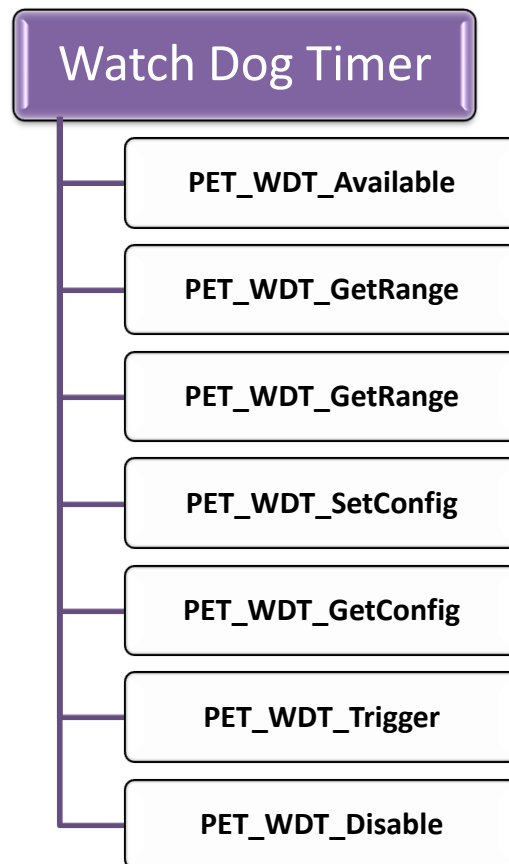 Watch Dog Timer
PET_WDT_Available
PET_WDT_GetRange
PET_WDT_GetRange
PET_WDT_SetConfig
PET_WDT_GetConfig
PET_WDT_Trigger
PET_WDT_Disable